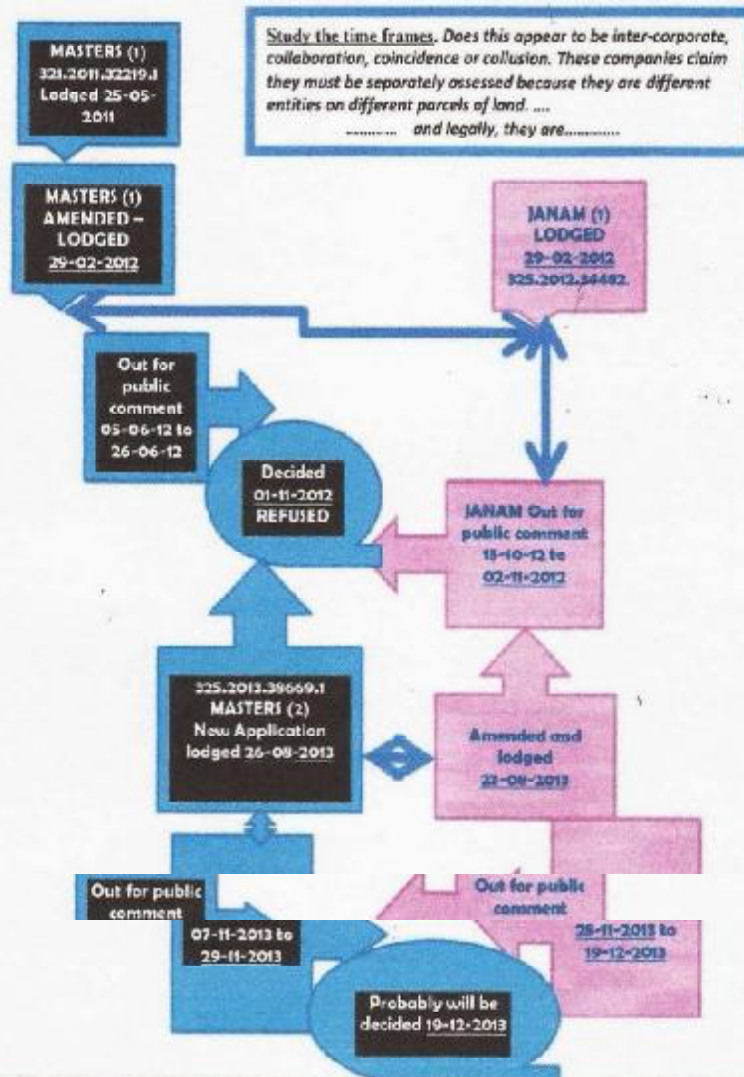 Study the time frames. Does this appear to be inter-corporate,
collaboration, coincidence or collusion. These companies claim
they must be separately assessed because they are different
entities on different parcels of land. ....
............ and legally, they are............
MASTERS (1)
321.2011.32219.1
Lodged 25-05-
2011
MASTERS (1)
AMENDED –
LODGED
29-02-2012
JANAM (1)
LODGED
29-02-2012
325.2012.34482.
Out for
public
comment
05-06-12 to
26-06-12
Decided
01-11-2012
REFUSED
JANAM Out for
public comment
15-10-12 to
02-11-2012
325.2013.38669.1
MASTERS (2)
New Application
lodged 26-08-2013
Amended and
lodged
22-08-2013
Out for public
comment
07-11-2013 to
29-11-2013
Out for public
comment
28-11-2013 to
19-12-2013
Probably will be
decided 19-12-2013